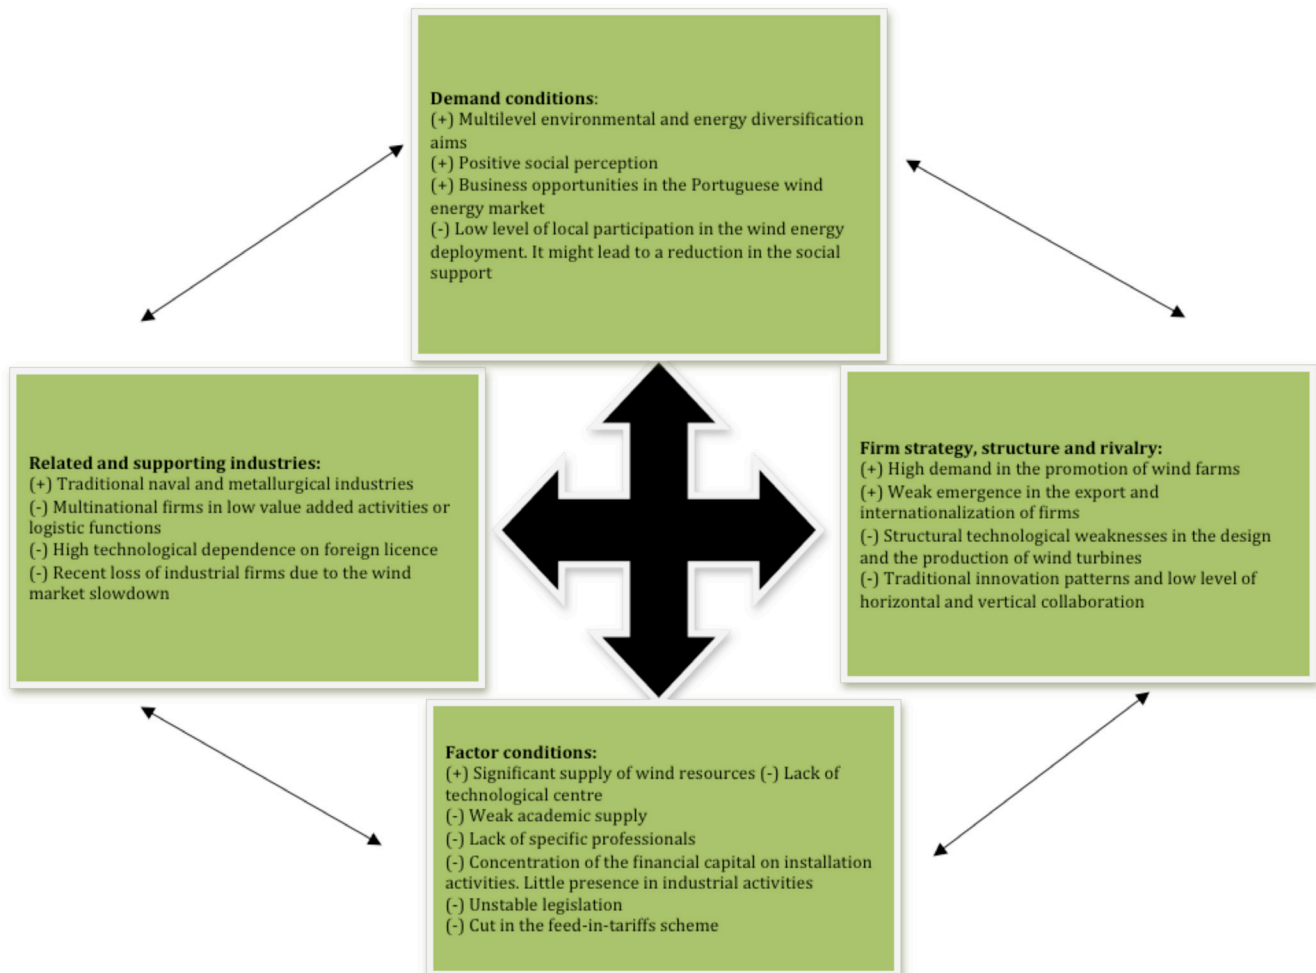 Demand conditions:
(+) Multilevel environmental and energy diversification
aims
(+) Positive social perception
(+) Business opportunities in the Portuguese wind
energy market
(-) Low level of local participation in the wind energy
deployment. It might lead to a reduction in the social
support
Related and supporting industries:
(+) Traditional naval and metallurgical industries
(-) Multinational firms in low value added activities or
logistic functions
(-) High technological dependence on foreign licence
(-) Recent loss of industrial firms due to the wind
market slowdown
Firm strategy, structure and rivalry:
(+) High demand in the promotion of wind farms
(+) Weak emergence in the export and
internationalization of firms
(-) Structural technological weaknesses in the design
and the production of wind turbines
(-) Traditional innovation patterns and low level of
horizontal and vertical collaboration
Factor conditions:
(+) Significant supply of wind resources (-) Lack of
technological centre
(-) Weak academic supply
(-) Lack of specific professionals
(-) Concentration of the financial capital on installation
activities. Little presence in industrial activities
(-) Unstable legislation
(-) Cut in the feed-in-tariffs scheme